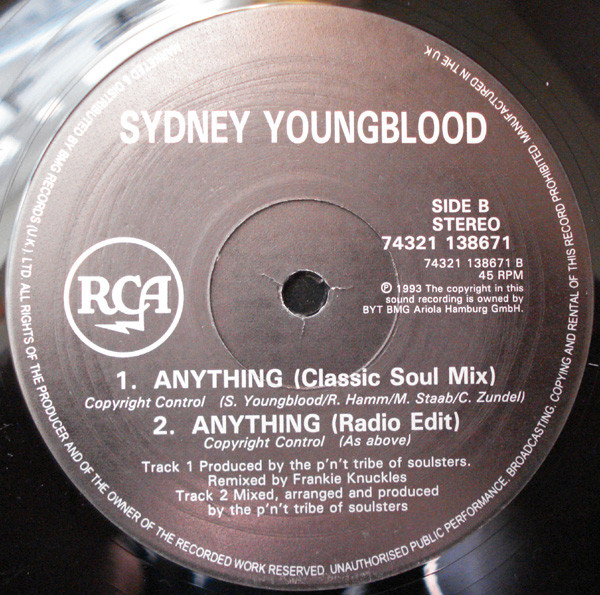 SYDNEY YOUNGBLOOD
SIDE B
STEREO
74321 138671
74321 138671 B
45 RPM
℗ 1993 The copyright in this
sound recording is owned by
BYT BMG Ariola Hamburg GmbH.
RCA
1. ANYTHING (Classic Soul Mix)
Copyright Control (S. Youngblood/R. Hamm/M. Staab/C. Zundel)
2. ANYTHING (Radio Edit)
Copyright Control (As above)
Track 1 Produced by the p'n't tribe of soulsters.
Remixed by Frankie Knuckles
Track 2 Mixed, arranged and produced
by the p'n't tribe of soulsters
MARKETED & DISTRIBUTED BY BMG RECORDS (U.K.) LTD ALL RIGHTS OF THE PRODUCER AND OF THE OWNER OF THE RECORDED WORK RESERVED. UNAUTHORISED PUBLIC PERFORMANCE, BROADCASTING, COPYING AND RENTAL OF THIS RECORD PROHIBITED. MANUFACTURED IN THE U.K.